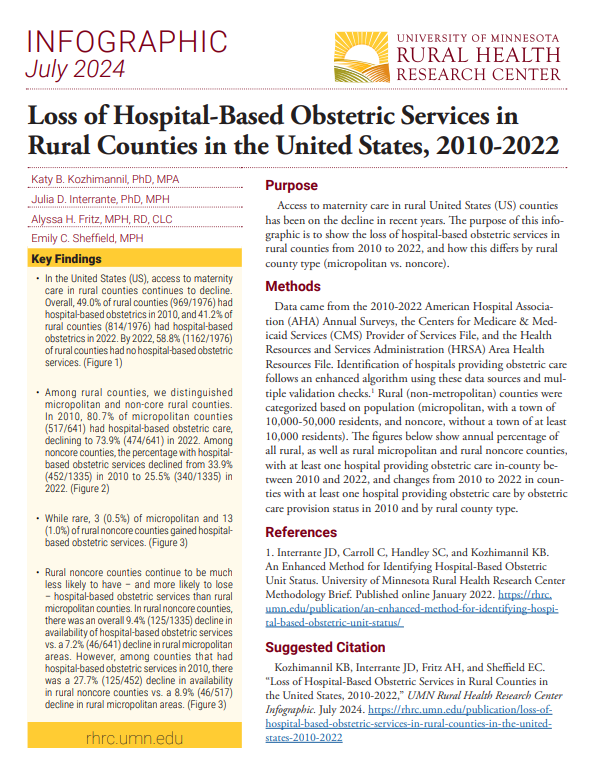 INFOGRAPHIC
July 2024
UNIVERSITY OF MINNESOTA
RURAL HEALTH
RESEARCH CENTER
Loss of Hospital-Based Obstetric Services in
Rural Counties in the United States, 2010-2022
Katy B. Kozhimannil, PhD, MPA
Julia D. Interrante, PhD, MPH
Alyssa H. Fritz, MPH, RD, CLC
Emily C. Sheffield, MPH
Key Findings
• In the United States (US), access to maternity
care in rural counties continues to decline.
Overall, 49.0% of rural counties (969/1976) had
hospital-based obstetrics in 2010, and 41.2% of
rural counties (814/1976) had hospital-based
obstetrics in 2022. By 2022, 58.8% (1162/1976)
of rural counties had no hospital-based obstetric
services. (Figure 1)
• Among rural counties, we distinguished
micropolitan and non-core rural counties.
In 2010, 80.7% of micropolitan counties
(517/641) had hospital-based obstetric care,
declining to 73.9% (474/641) in 2022. Among
noncore counties, the percentage with hospital-
based obstetric services declined from 33.9%
(452/1335) in 2010 to 25.5% (340/1335) in
2022. (Figure 2)
• While rare, 3 (0.5%) of micropolitan and 13
(1.0%) of rural noncore counties gained hospital-
based obstetric services. (Figure 3)
• Rural noncore counties continue to be much
less likely to have – and more likely to lose
– hospital-based obstetric services than rural
micropolitan counties. In rural noncore counties,
there was an overall 9.4% (125/1335) decline in
availability of hospital-based obstetric services
vs. a 7.2% (46/641) decline in rural micropolitan
areas. However, among counties that had
hospital-based obstetric services in 2010, there
was a 27.7% (125/452) decline in availability
in rural noncore counties vs. a 8.9% (46/517)
decline in rural micropolitan areas. (Figure 3)
rhrc.umn.edu
Purpose
Access to maternity care in rural United States (US) counties
has been on the decline in recent years. The purpose of this info-
graphic is to show the loss of hospital-based obstetric services in
rural counties from 2010 to 2022, and how this differs by rural
county type (micropolitan vs. noncore).
Methods
Data came from the 2010-2022 American Hospital Associa-
tion (AHA) Annual Surveys, the Centers for Medicare & Med-
icaid Services (CMS) Provider of Services File, and the Health
Resources and Services Administration (HRSA) Area Health
Resources File. Identification of hospitals providing obstetric care
follows an enhanced algorithm using these data sources and mul-
tiple validation checks.¹ Rural (non-metropolitan) counties were
categorized based on population (micropolitan, with a town of
10,000-50,000 residents, and noncore, without a town of at least
10,000 residents). The figures below show annual percentage of
all rural, as well as rural micropolitan and rural noncore counties,
with at least one hospital providing obstetric care in-county be-
tween 2010 and 2022, and changes from 2010 to 2022 in coun-
ties with at least one hospital providing obstetric care by obstetric
care provision status in 2010 and by rural county type.
References
1. Interrante JD, Carroll C, Handley SC, and Kozhimannil KB.
An Enhanced Method for Identifying Hospital-Based Obstetric
Unit Status. University of Minnesota Rural Health Research Center
Methodology Brief. Published online January 2022. https://rhrc.
umn.edu/publication/an-enhanced-method-for-identifying-hospi-
tal-based-obstetric-unit-status/
Suggested Citation
Kozhimannil KB, Interrante JD, Fritz AH, and Sheffield EC.
“Loss of Hospital-Based Obstetric Services in Rural Counties in
the United States, 2010-2022,” UMN Rural Health Research Center
Infographic. July 2024. https://rhrc.umn.edu/publication/loss-of-
hospital-based-obstetric-services-in-rural-counties-in-the-united-
states-2010-2022